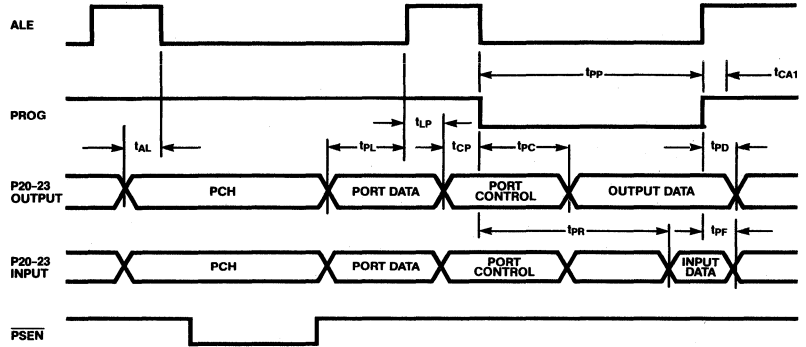 ALE
tPP
tCA1
PROG
tLP
tAL
tPL
tCP
tPC
tPD
P20–23
OUTPUT
PCH
PORT DATA
PORT
CONTROL
OUTPUT DATA
tPR
tPF
P20–23
INPUT
PCH
PORT DATA
PORT
CONTROL
INPUT
DATA
PSEN